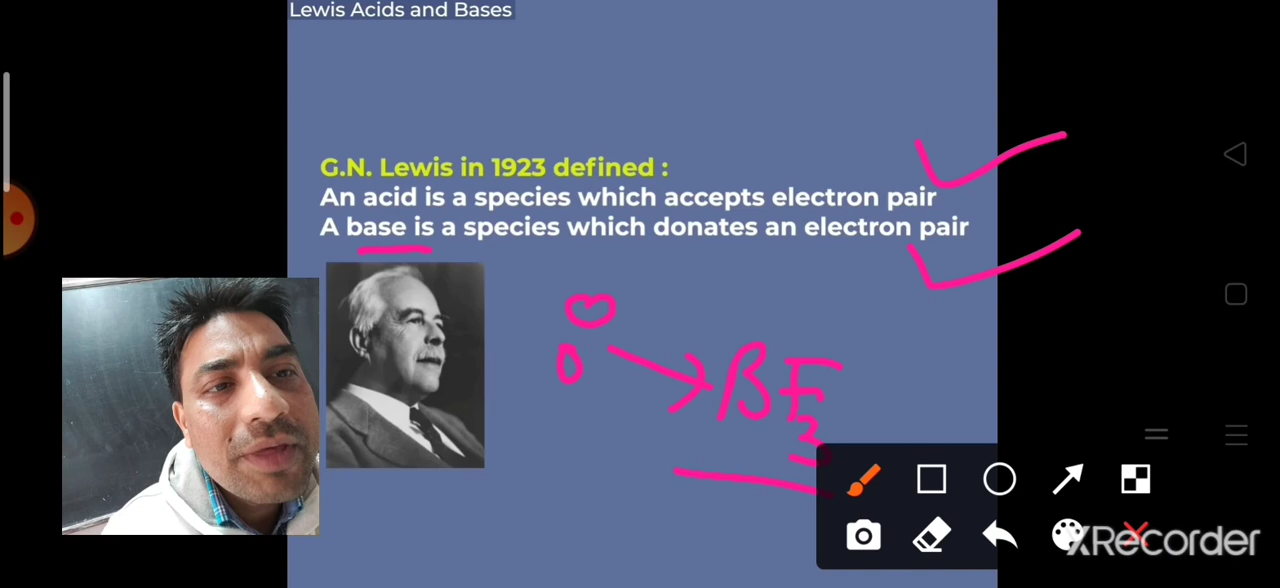 Lewis Acids and Bases
G.N. Lewis in 1923 defined :
An acid is a species which accepts electron pair
A base is a species which donates an electron pair
BF3
XRecorder